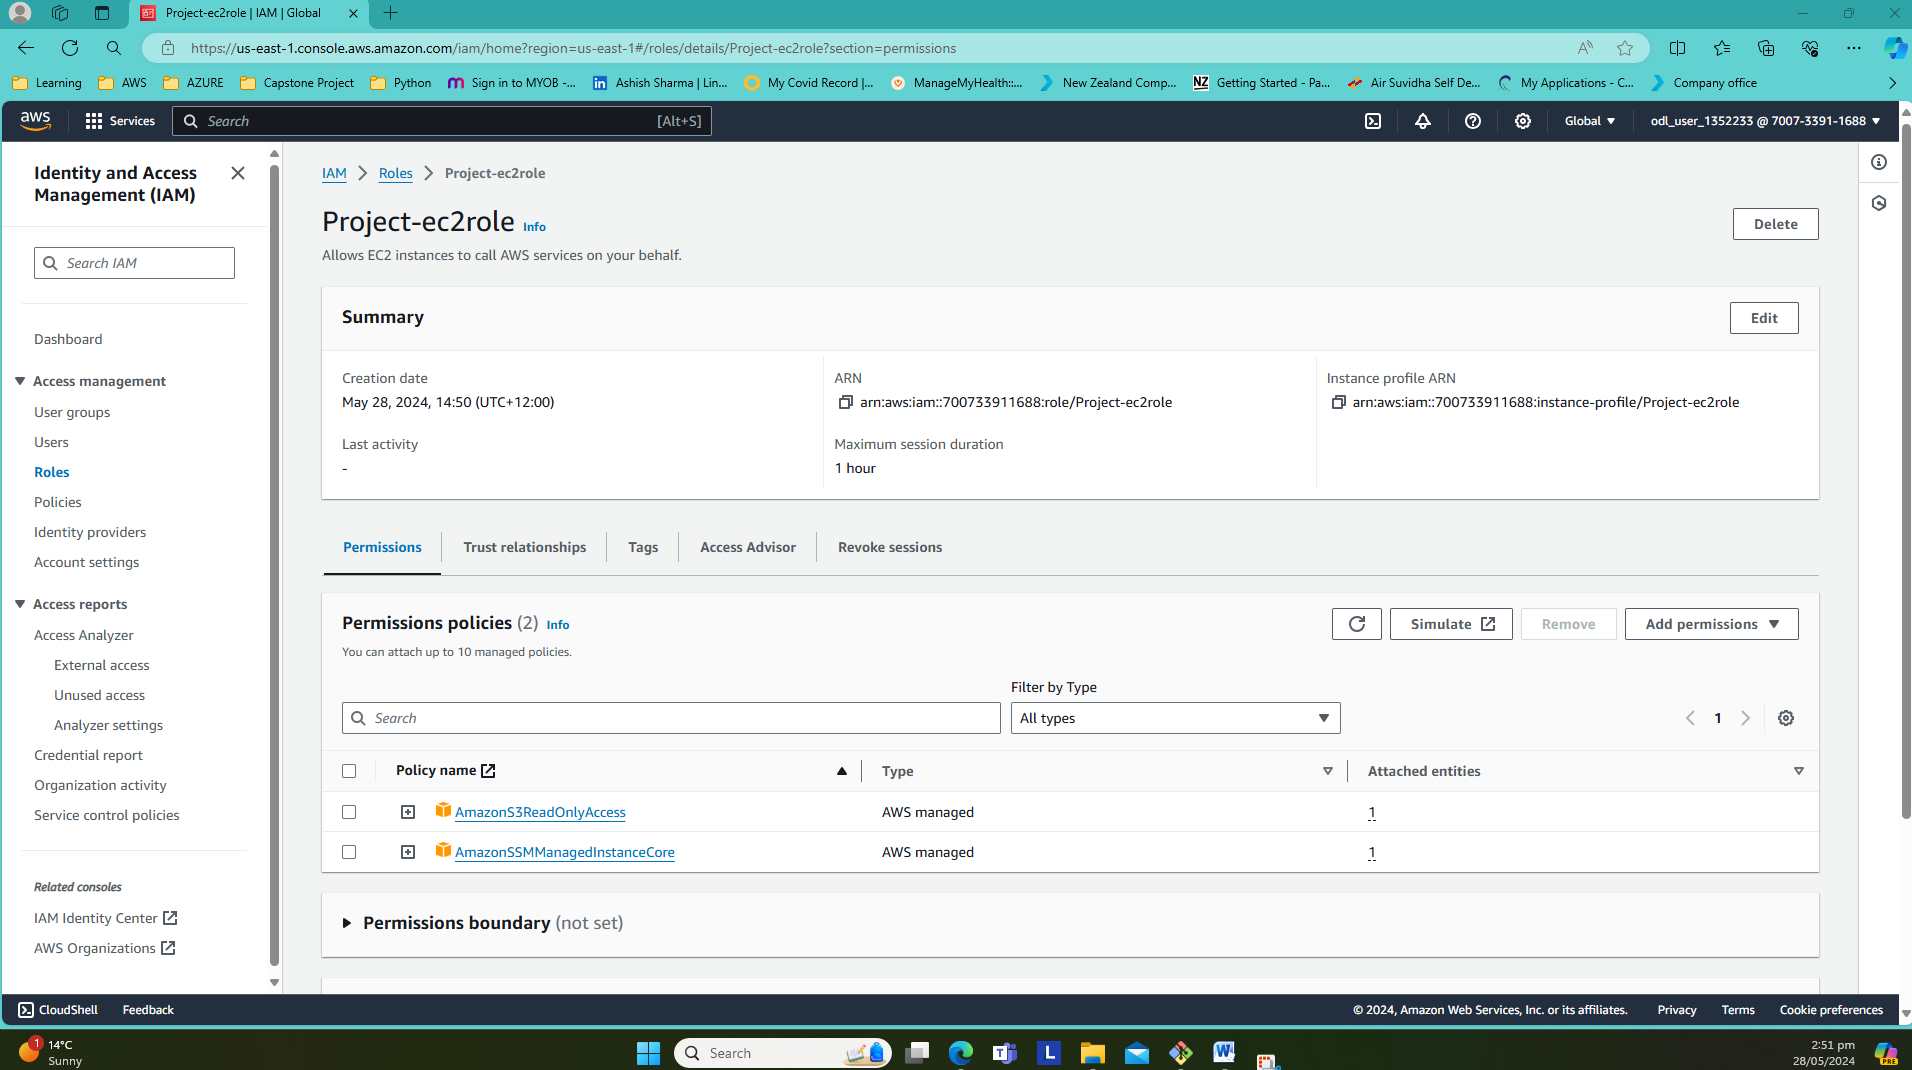 Project-ec2role | IAM | Global
https://us-east-1.console.aws.amazon.com/iam/home?region=us-east-1#/roles/details/Project-ec2role?section=permissions
Learning AWS AZURE Capstone Project Python Sign in to MYOB -... Ashish Sharma | Lin... My Covid Record |... ManageMyHealth::... New Zealand Comp... NZ Getting Started - Pa... Air Suvidha Self De... My Applications - C... Company office
aws Services Search [Alt+S] Global odl_user_1352233 @ 7007-3391-1688
Identity and Access
Management (IAM)
Search IAM
Dashboard
Access management
User groups
Users
Roles
Policies
Identity providers
Account settings
Access reports
Access Analyzer
External access
Unused access
Analyzer settings
Credential report
Organization activity
Service control policies
Related consoles
IAM Identity Center
AWS Organizations
IAM Roles Project-ec2role
Project-ec2role Info
Delete
Allows EC2 instances to call AWS services on your behalf.
Summary
Edit
Creation date
May 28, 2024, 14:50 (UTC+12:00)
Last activity
-
ARN
arn:aws:iam::700733911688:role/Project-ec2role
Maximum session duration
1 hour
Instance profile ARN
arn:aws:iam::700733911688:instance-profile/Project-ec2role
Permissions Trust relationships Tags Access Advisor Revoke sessions
Permissions policies (2) Info
You can attach up to 10 managed policies.
Simulate Remove Add permissions
Filter by Type
Search All types 1
Policy name Type Attached entities
AmazonS3ReadOnlyAccess AWS managed 1
AmazonSSMManagedInstanceCore AWS managed 1
Permissions boundary (not set)
CloudShell Feedback © 2024, Amazon Web Services, Inc. or its affiliates. Privacy Terms Cookie preferences
1 14°C
Sunny
Search
L
W
PRE
2:51 pm
28/05/2024